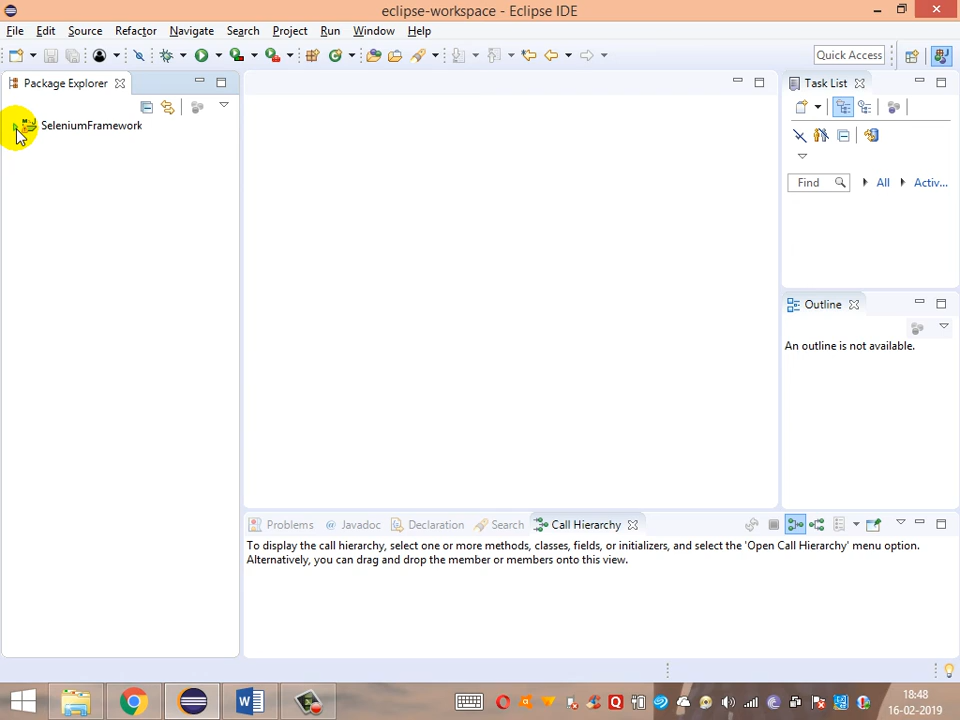 eclipse-workspace - Eclipse IDE
File Edit Source Refactor Navigate Search Project Run Window Help
Quick Access
Package Explorer
SeleniumFramework
Task List
Find
All
Activ...
Outline
An outline is not available.
Problems
@ Javadoc
Declaration
Search
Call Hierarchy
To display the call hierarchy, select one or more methods, classes, fields, or initializers, and select the 'Open Call Hierarchy' menu option.
Alternatively, you can drag and drop the member or members onto this view.
18:48
16-02-2019